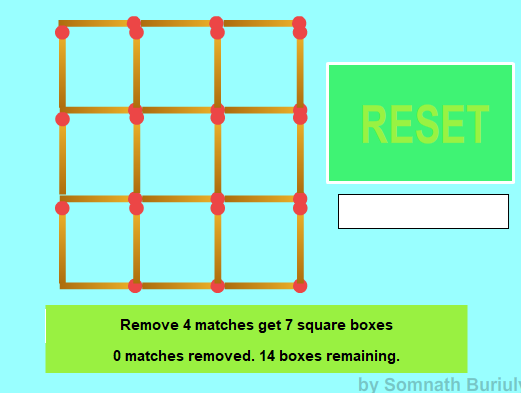 RESET
Remove 4 matches get 7 square boxes
0 matches removed. 14 boxes remaining.
by Somnath Buriuly